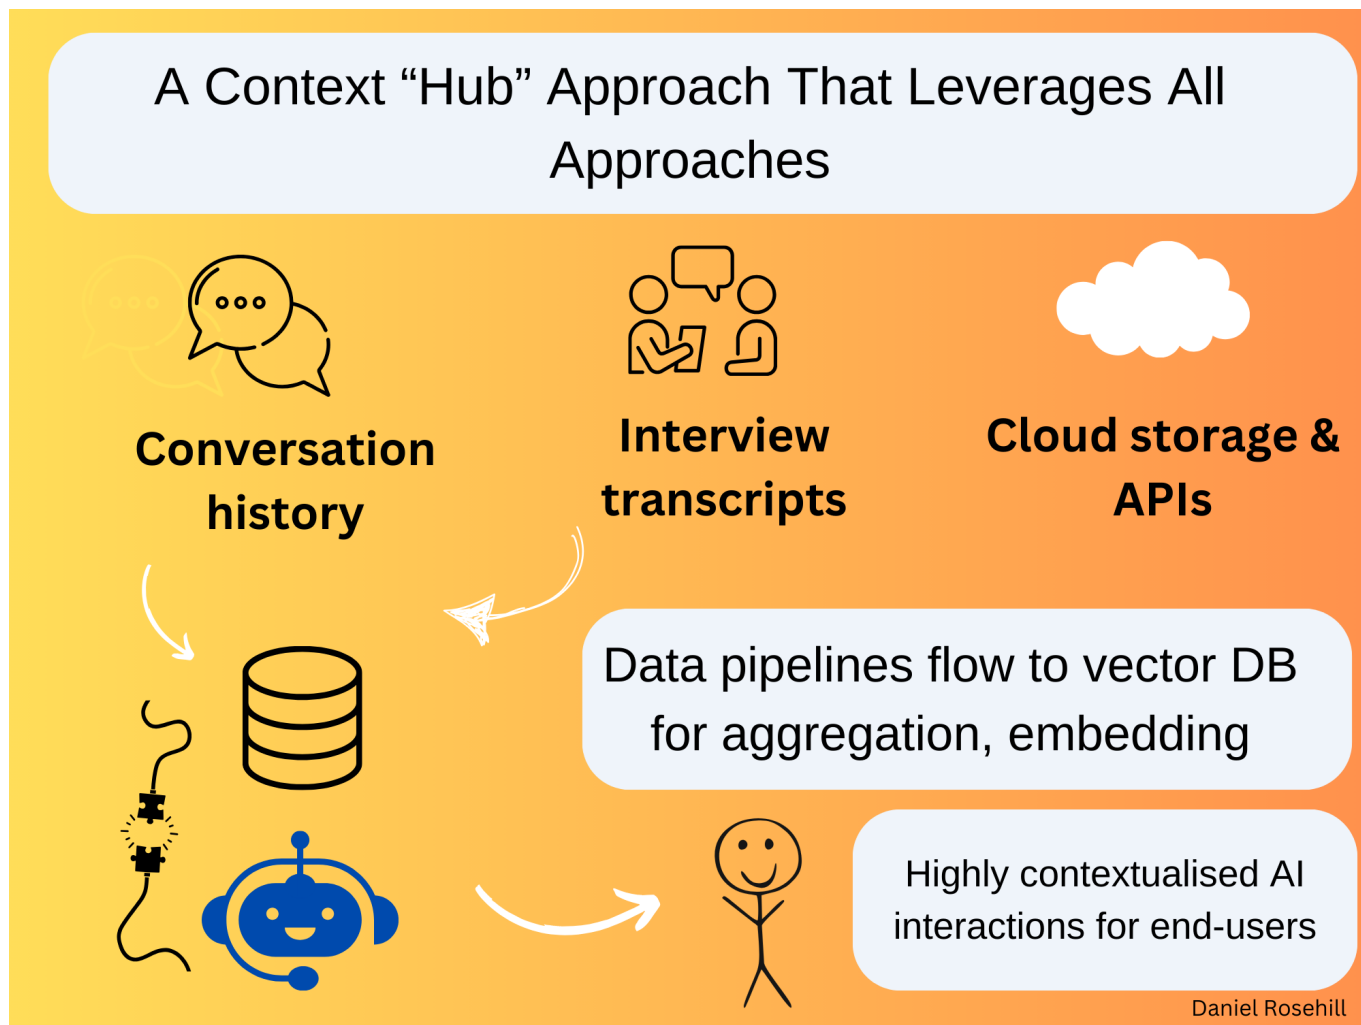 A Context “Hub” Approach That Leverages All
Approaches
Conversation
history
Interview
transcripts
Cloud storage &
APIs
Data pipelines flow to vector DB
for aggregation, embedding
Highly contextualised AI
interactions for end-users
Daniel Rosehill